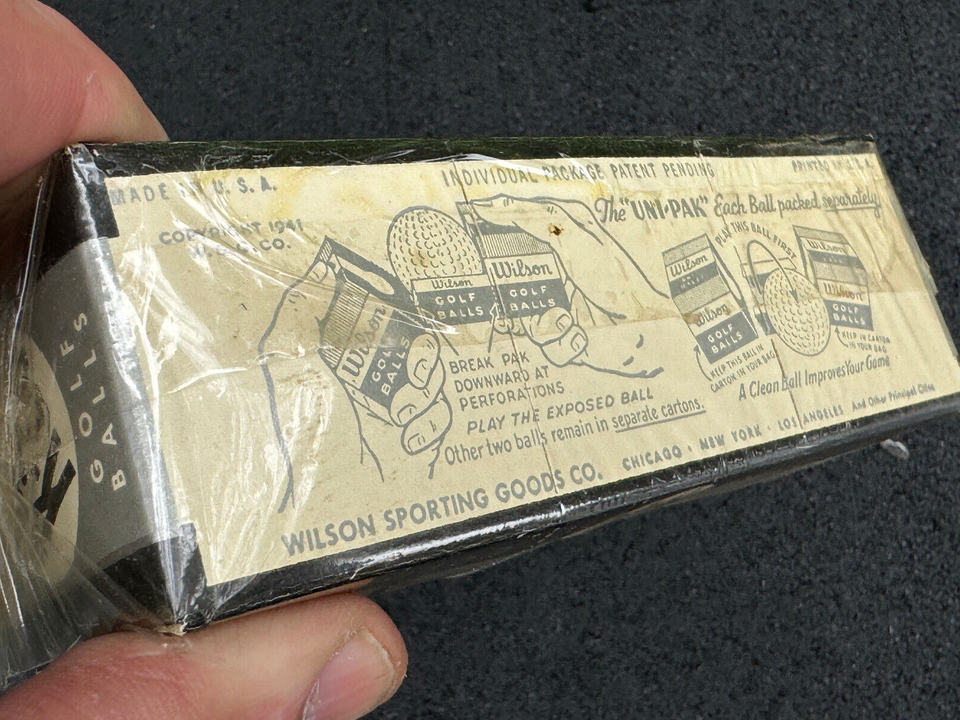 MADE IN U. S. A.
INDIVIDUAL PACKAGE PATENT PENDING
PRINTED IN U.S.A.
COPYRIGHT 1941
W. S. G. CO.
The "UNI-PAK" Each Ball packed separately
PLAY THIS BALL FIRST
Wilson
GOLF
BALLS
Wilson
GOLF
BALLS
Wilson
GOLF
BALLS
Wilson
Wilson
GOLF
BALLS
Wilson
Wilson
KEEP THIS BALL IN
CARTON IN YOUR BAG
KEEP IN CARTON
IN YOUR BAG
BREAK PAK
DOWNWARD AT
PERFORATIONS
PLAY THE EXPOSED BALL
Other two balls remain in separate cartons.
A Clean Ball Improves Your Game
WILSON SPORTING GOODS CO.
CHICAGO • NEW YORK • LOS ANGELES And Other Principal Cities
GOLF
BALLS